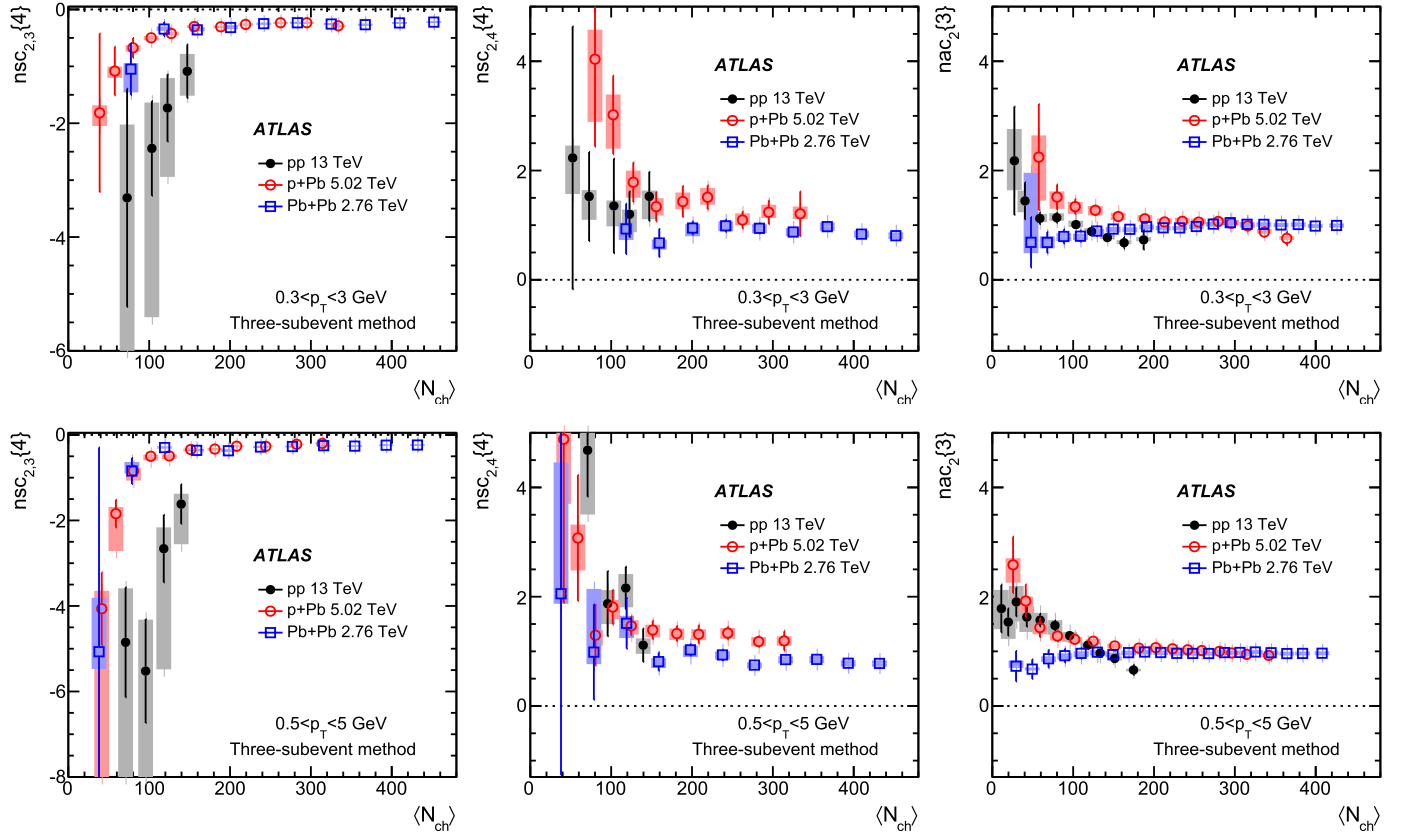 nsc2,3{4}
0
-2
-4
-6
ATLAS
pp 13 TeV
p+Pb 5.02 TeV
Pb+Pb 2.76 TeV
0.3<pT<3 GeV
Three-subevent method
0 100 200 300 400
⟨Nch⟩
nsc2,4{4}
4
2
0
ATLAS
pp 13 TeV
p+Pb 5.02 TeV
Pb+Pb 2.76 TeV
0.3<pT<3 GeV
Three-subevent method
0 100 200 300 400
⟨Nch⟩
nac2{3}
4
2
0
ATLAS
pp 13 TeV
p+Pb 5.02 TeV
Pb+Pb 2.76 TeV
0.3<pT<3 GeV
Three-subevent method
0 100 200 300 400
⟨Nch⟩
nsc2,3{4}
0
-2
-4
-6
-8
ATLAS
pp 13 TeV
p+Pb 5.02 TeV
Pb+Pb 2.76 TeV
0.5<pT<5 GeV
Three-subevent method
0 100 200 300 400
⟨Nch⟩
nsc2,4{4}
4
2
0
ATLAS
pp 13 TeV
p+Pb 5.02 TeV
Pb+Pb 2.76 TeV
0.5<pT<5 GeV
Three-subevent method
0 100 200 300 400
⟨Nch⟩
nac2{3}
4
2
0
ATLAS
pp 13 TeV
p+Pb 5.02 TeV
Pb+Pb 2.76 TeV
0.5<pT<5 GeV
Three-subevent method
0 100 200 300 400
⟨Nch⟩